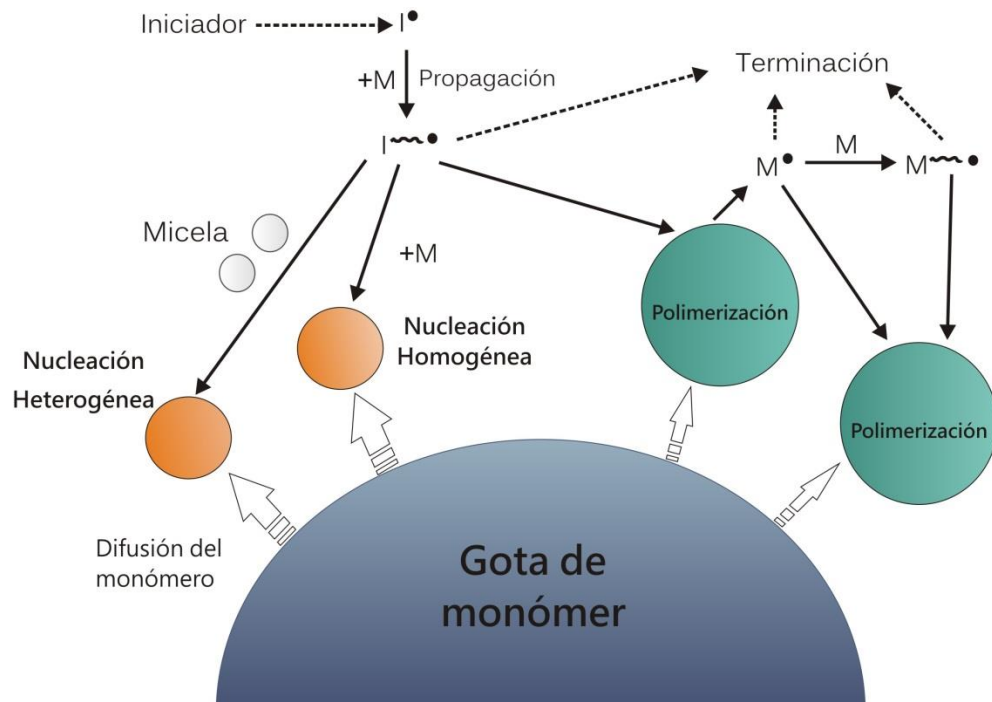 Iniciador
I●
+M
Propagación
Terminación
I●
M●
M
M●
Micela
+M
Polimerización
Nucleación
Homogénea
Nucleación
Heterogénea
Polimerización
Difusión del
monómero
Gota de
monómer